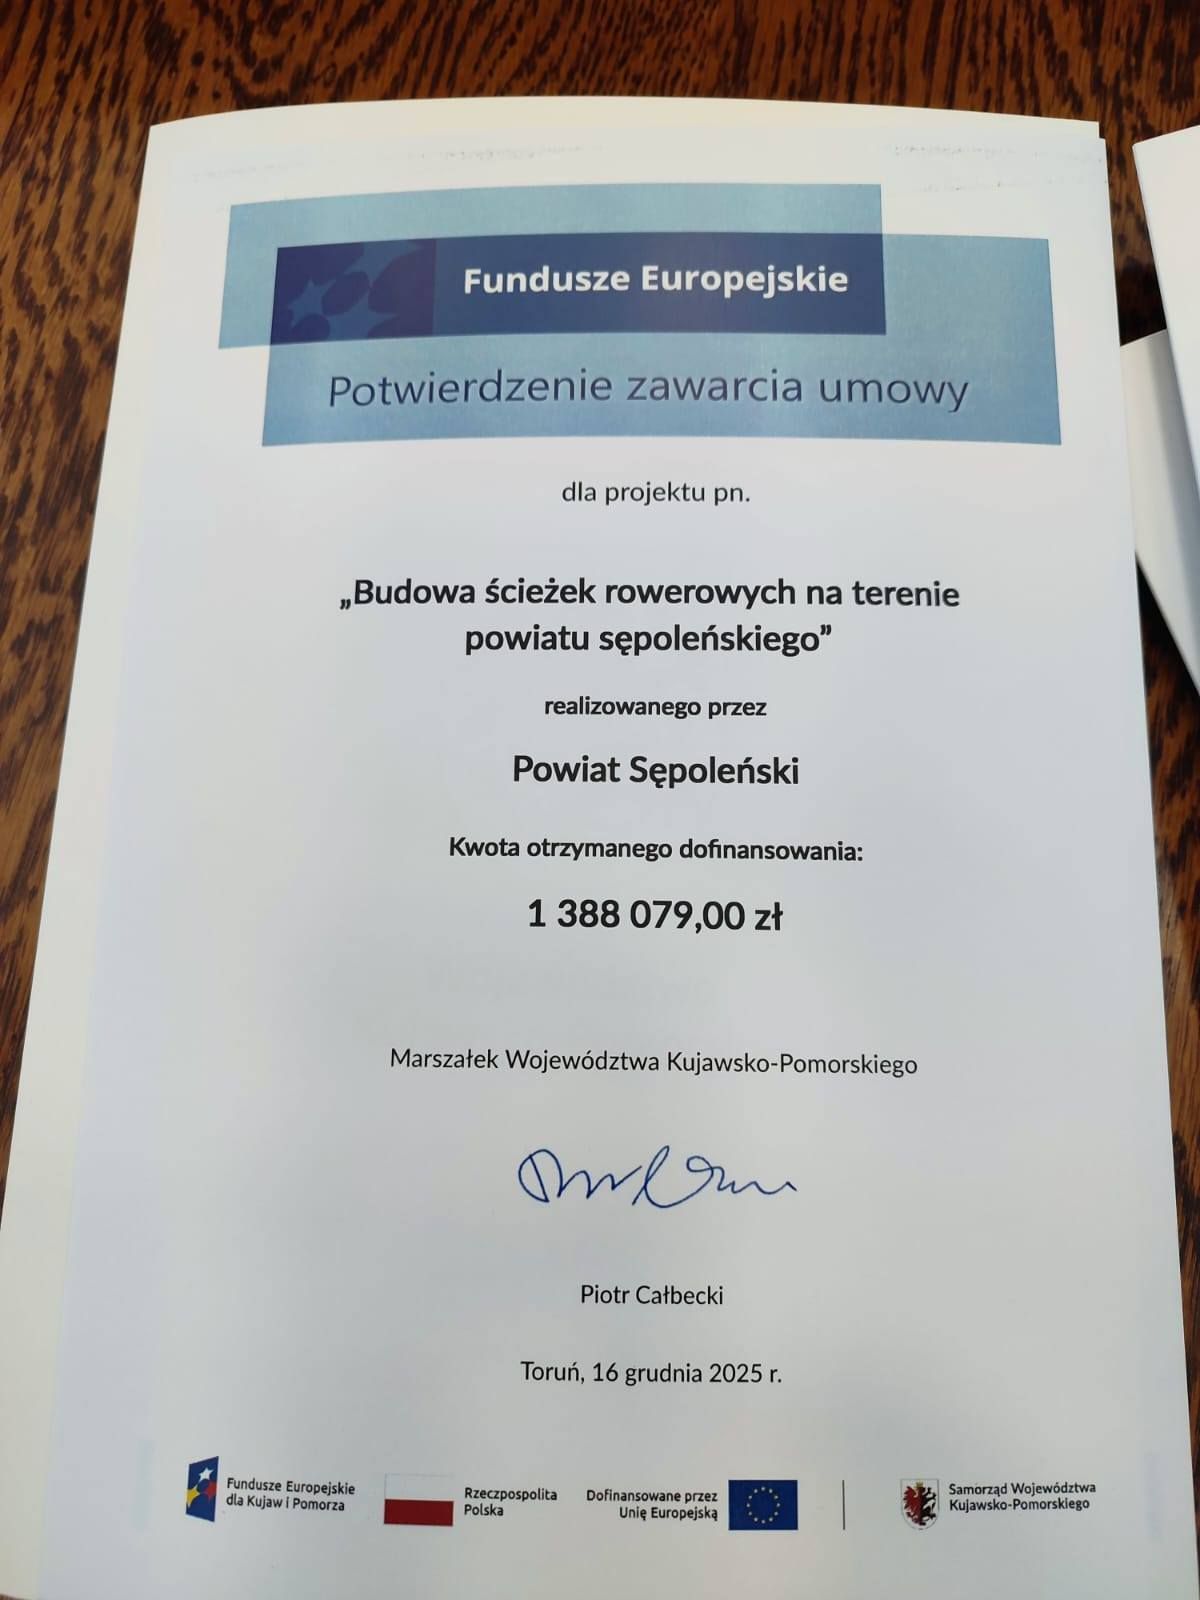 Fundusze Europejskie
Potwierdzenie zawarcia umowy
dla projektu pn.
„Budowa ścieżek rowerowych na terenie
powiatu sępoleńskiego”
realizowanego przez
Powiat Sępoleński
Kwota otrzymanego dofinansowania:
1 388 079,00 zł
Marszałek Województwa Kujawsko-Pomorskiego
Piotr Całbecki
Toruń, 16 grudnia 2025 r.
Fundusze Europejskie
dla Kujaw i Pomorza
Rzeczpospolita
Polska
Dofinansowane przez
Unię Europejską
Samorząd Województwa
Kujawsko-Pomorskiego